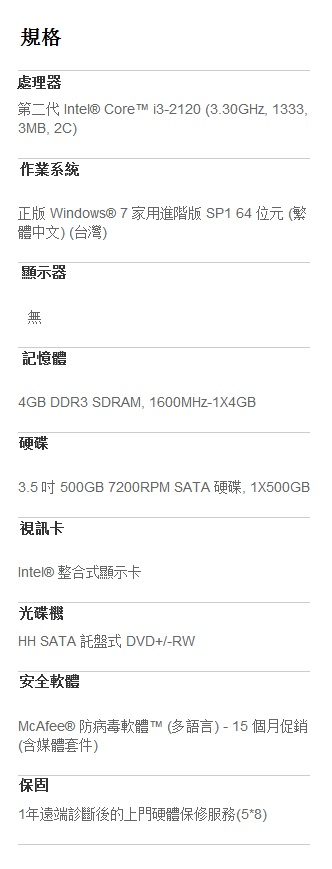 規格
處理器
第二代 Intel® Core™ i3-2120 (3.30GHz, 1333,
3MB, 2C)
作業系統
正版 Windows® 7 家用進階版 SP1 64 位元 (繁
體中文) (台灣)
顯示器
無
記憶體
4GB DDR3 SDRAM, 1600MHz-1X4GB
硬碟
3.5 吋 500GB 7200RPM SATA 硬碟, 1X500GB
視訊卡
Intel® 整合式顯示卡
光碟機
HH SATA 託盤式 DVD+/-RW
安全軟體
McAfee® 防病毒軟體™ (多語言) - 15 個月促銷
(含媒體套件)
保固
1年遠端診斷後的上門硬體保修服務(5*8)